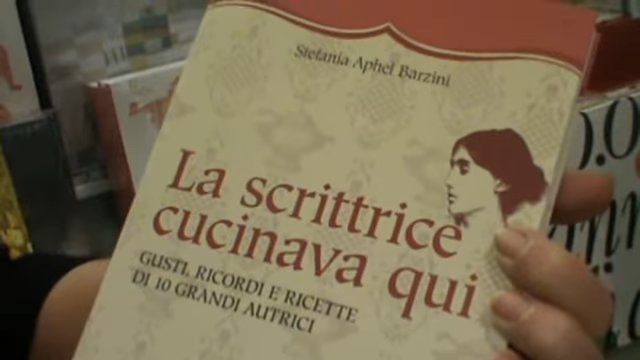 Stefania Aphel Barzini
La scrittrice
cucinava qui
GUSTI, RICORDI E RICETTE
DI 10 GRANDI AUTRICI